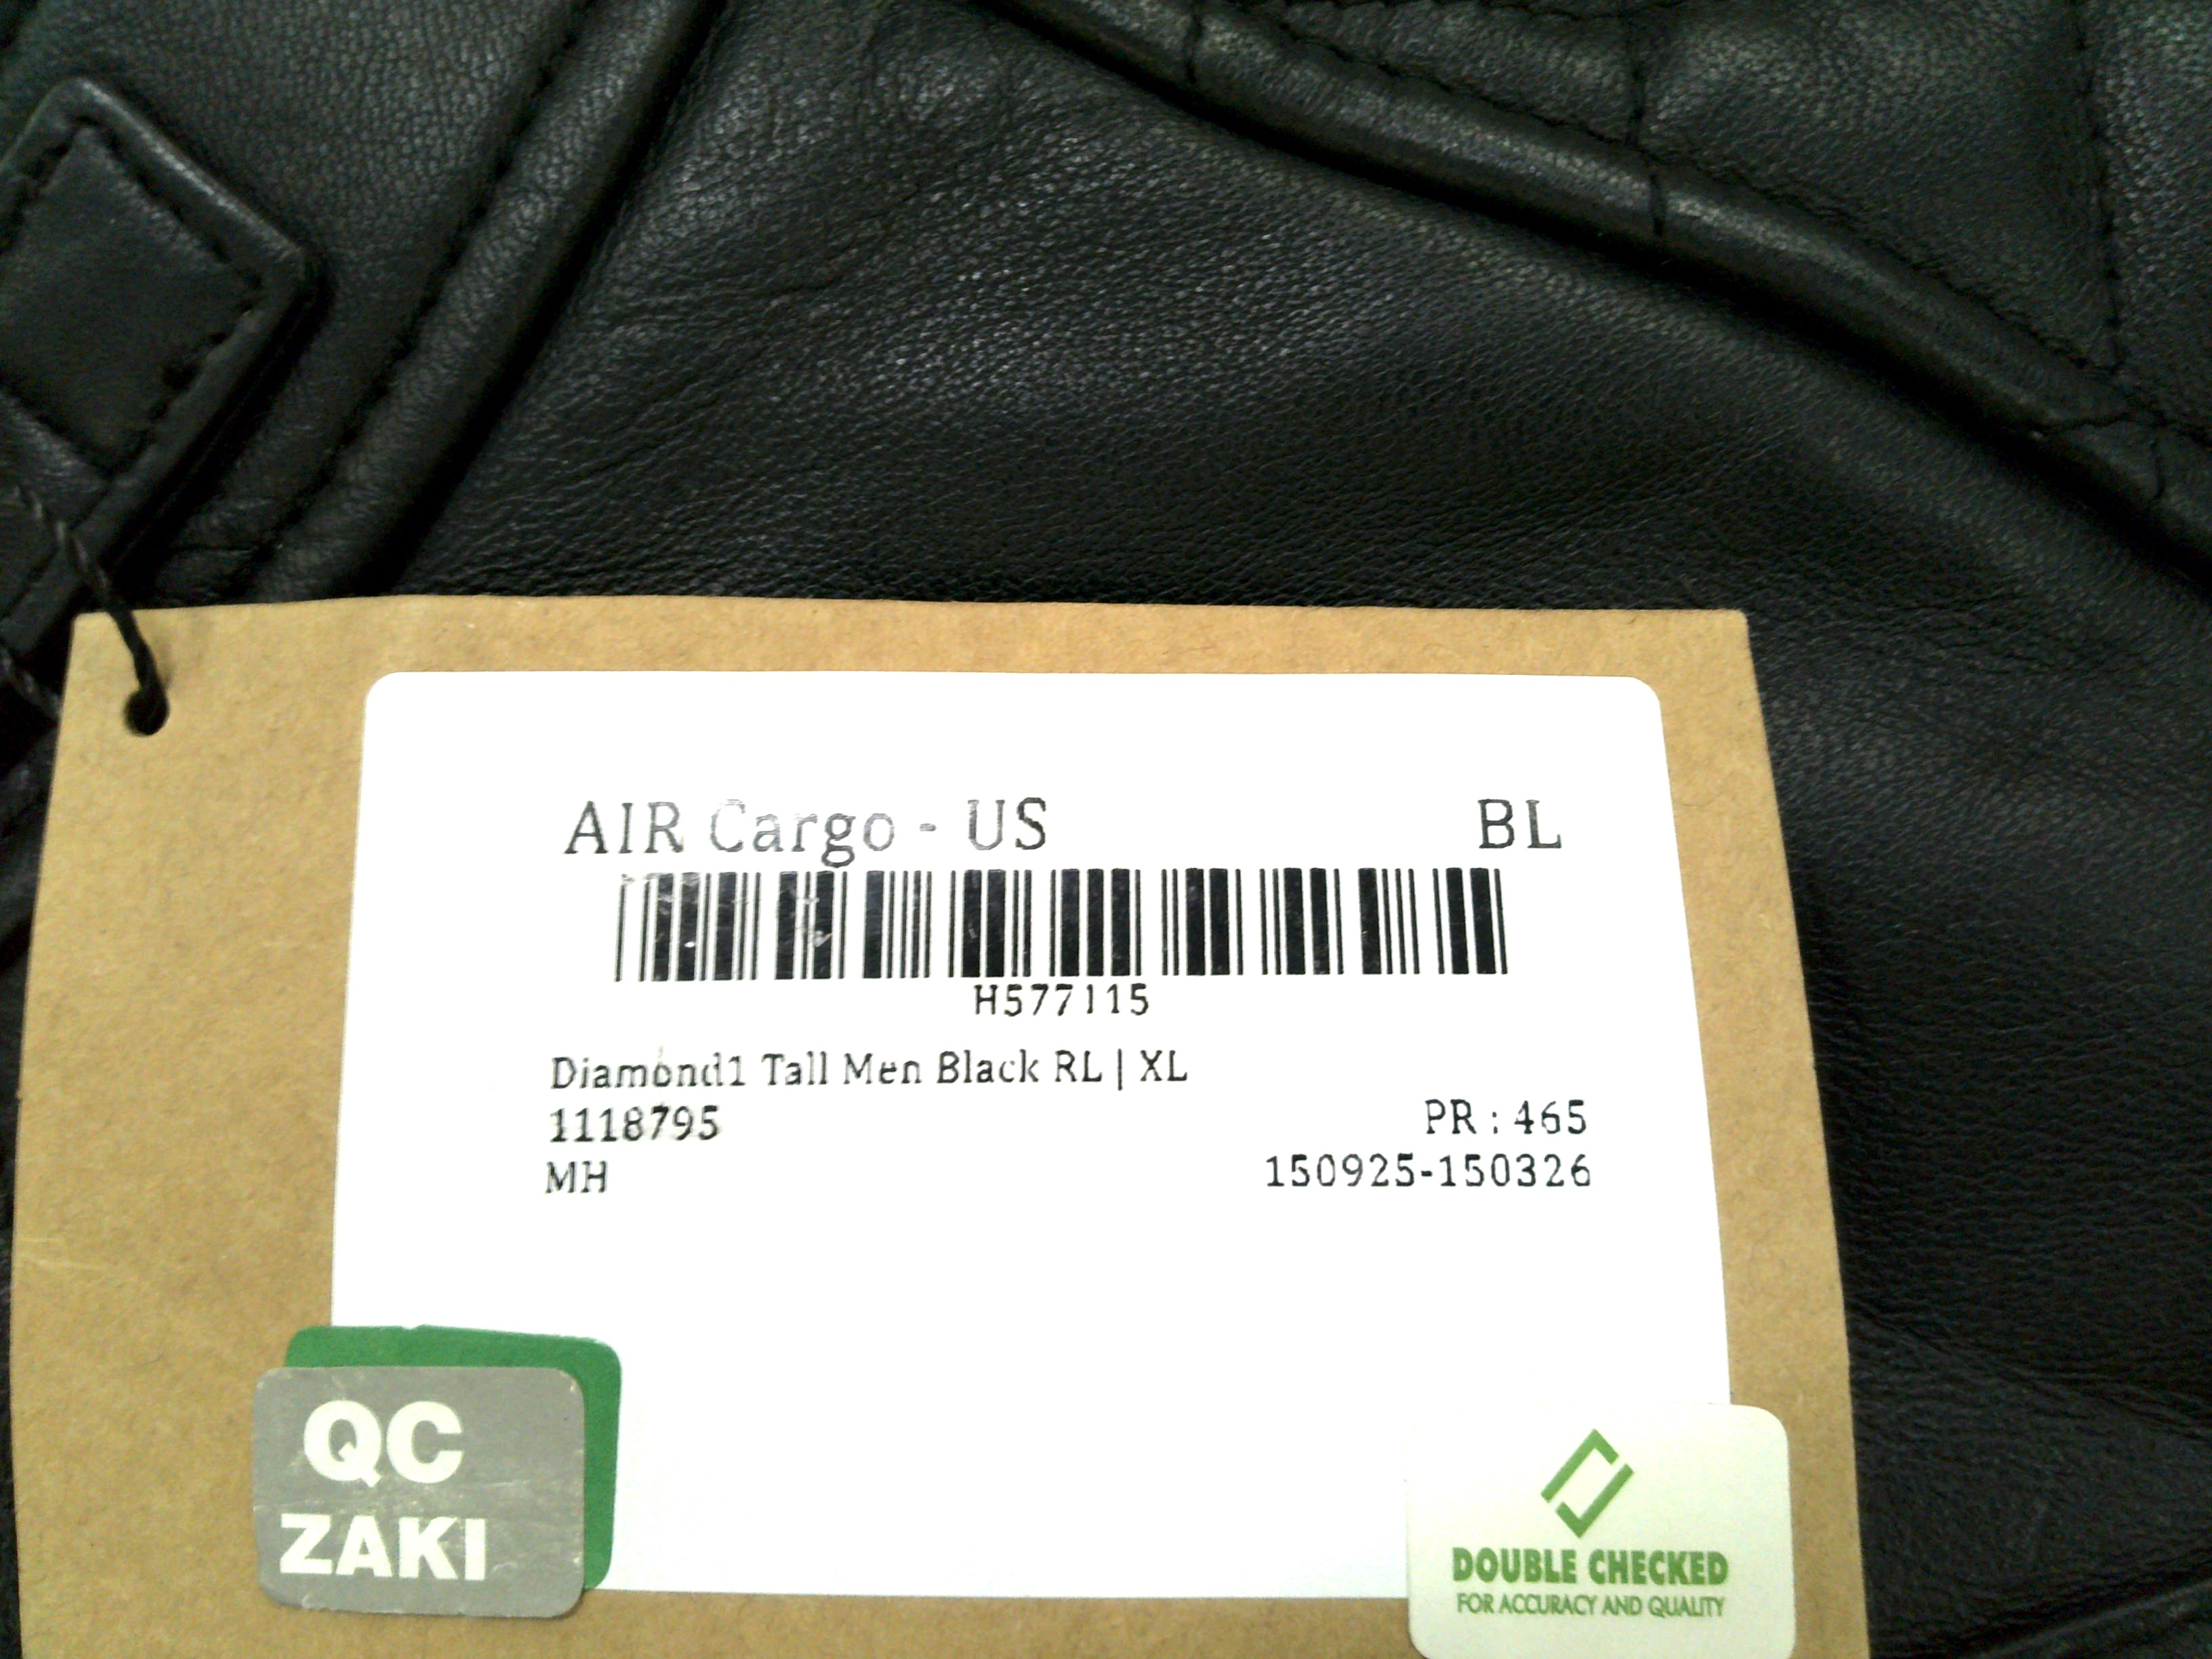 AIR Cargo - US BL
H577115
Diamond1 Tall Men Black RL | XL
1118795 PR : 465
MH 150925-150326
QC
ZAKI
DOUBLE CHECKED
FOR ACCURACY AND QUALITY